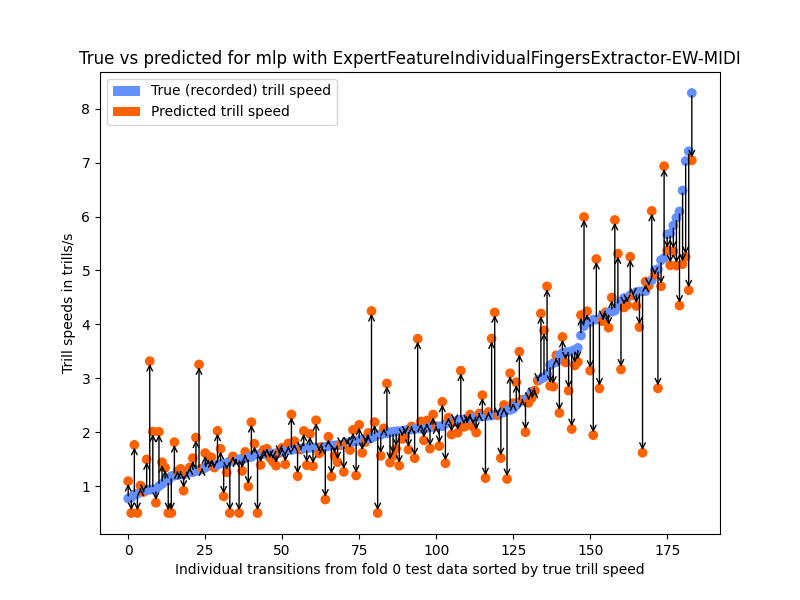 True vs predicted for mlp with ExpertFeatureIndividualFingersExtractor-EW-MIDI
True (recorded) trill speed
Predicted trill speed
8
7
6
5
4
3
2
1
Trill speeds in trills/s
0 25 50 75 100 125 150 175
Individual transitions from fold 0 test data sorted by true trill speed